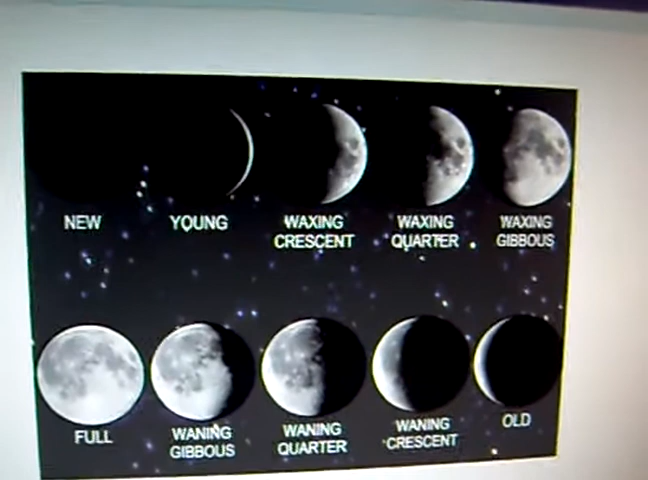 NEW
YOUNG
WAXING
CRESCENT
WAXING
QUARTER
WAXING
GIBBOUS
FULL
WANING
GIBBOUS
WANING
QUARTER
WANING
CRESCENT
OLD